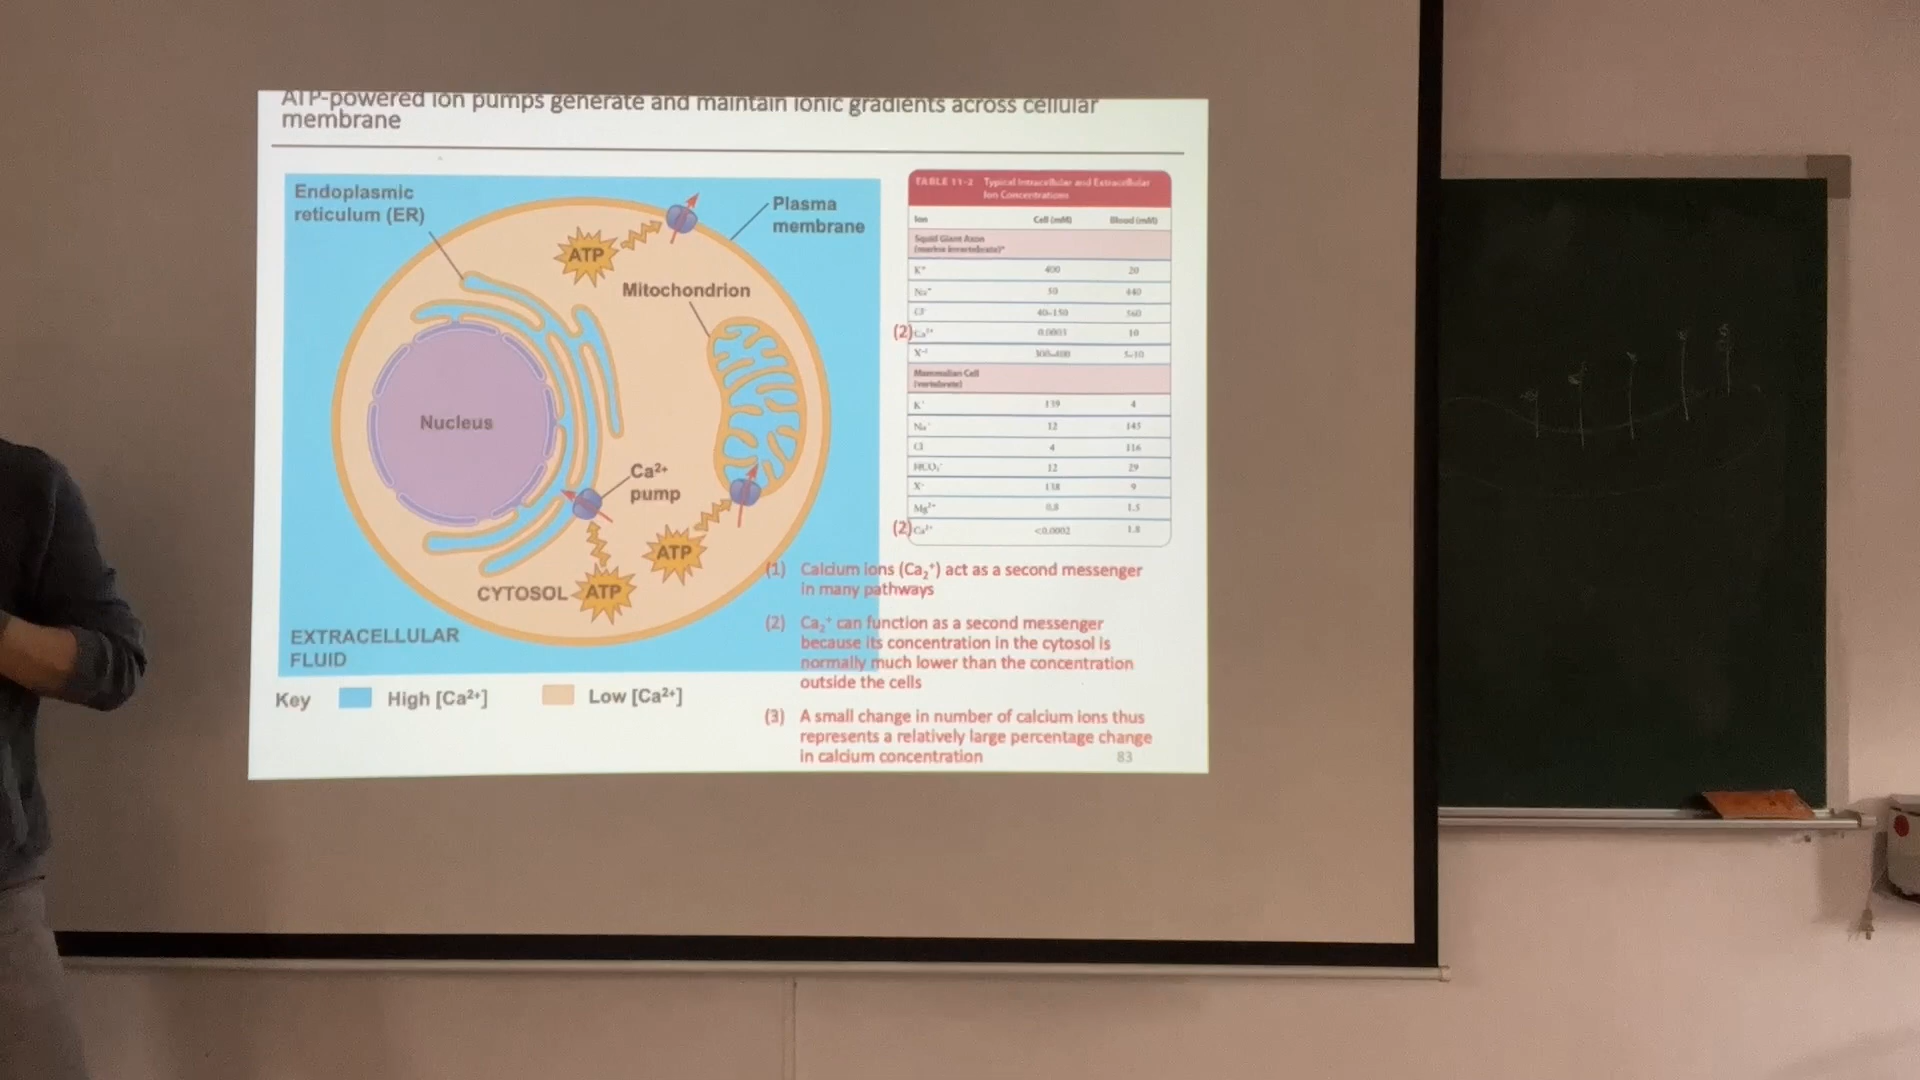 ATP-powered ion pumps generate and maintain ionic gradients across cellular
membrane
Endoplasmic
reticulum (ER)
Plasma
membrane
ATP
Mitochondrion
Nucleus
Ca²⁺
pump
ATP
CYTOSOL ATP
EXTRACELLULAR
FLUID
Key High [Ca²⁺] Low [Ca²⁺]
TABLE 11-2 Typical Intracellular and Extracellular
Ion Concentrations
Ion Cell (mM) Blood (mM)
Squid Giant Axon
(marine invertebrate)*
K⁺ 400 20
Na⁺ 50 440
Cl⁻ 40–150 560
(2) Ca²⁺ 0.0003 10
300–400 5–10
Mammalian Cell
(vertebrate)
K⁺ 139 4
Na⁺ 12 145
Cl 4 116
HCO₃⁻ 12 29
X⁻ 138 9
Mg²⁺ 0.8 1.5
(2) Ca²⁺ <0.0002 1.8
(1) Calcium ions (Ca₂⁺) act as a second messenger
in many pathways
(2) Ca₂⁺ can function as a second messenger
because its concentration in the cytosol is
normally much lower than the concentration
outside the cells
(3) A small change in number of calcium ions thus
represents a relatively large percentage change
in calcium concentration
83